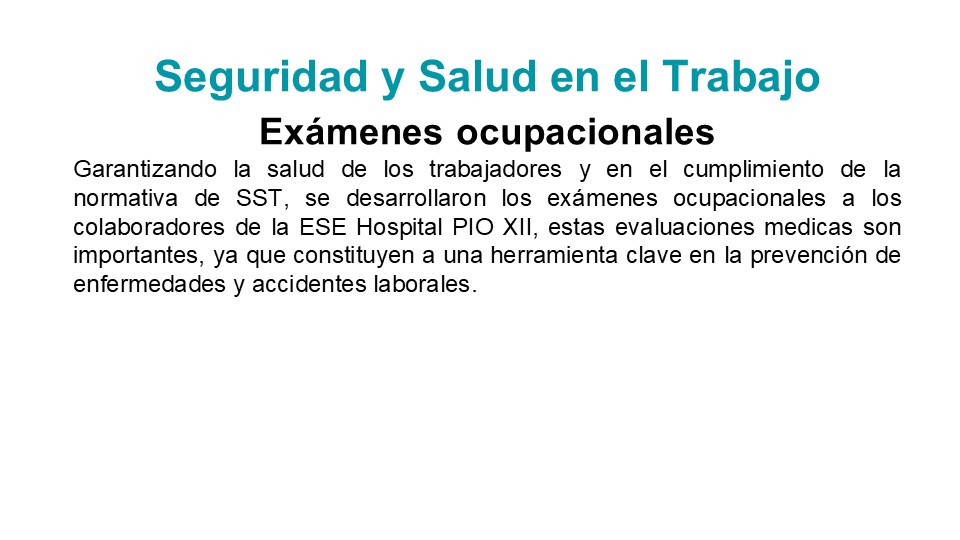 Seguridad y Salud en el Trabajo
Exámenes ocupacionales
Garantizando la salud de los trabajadores y en el cumplimiento de la
normativa de SST, se desarrollaron los exámenes ocupacionales a los
colaboradores de la ESE Hospital PIO XII, estas evaluaciones medicas son
importantes, ya que constituyen a una herramienta clave en la prevención de
enfermedades y accidentes laborales.